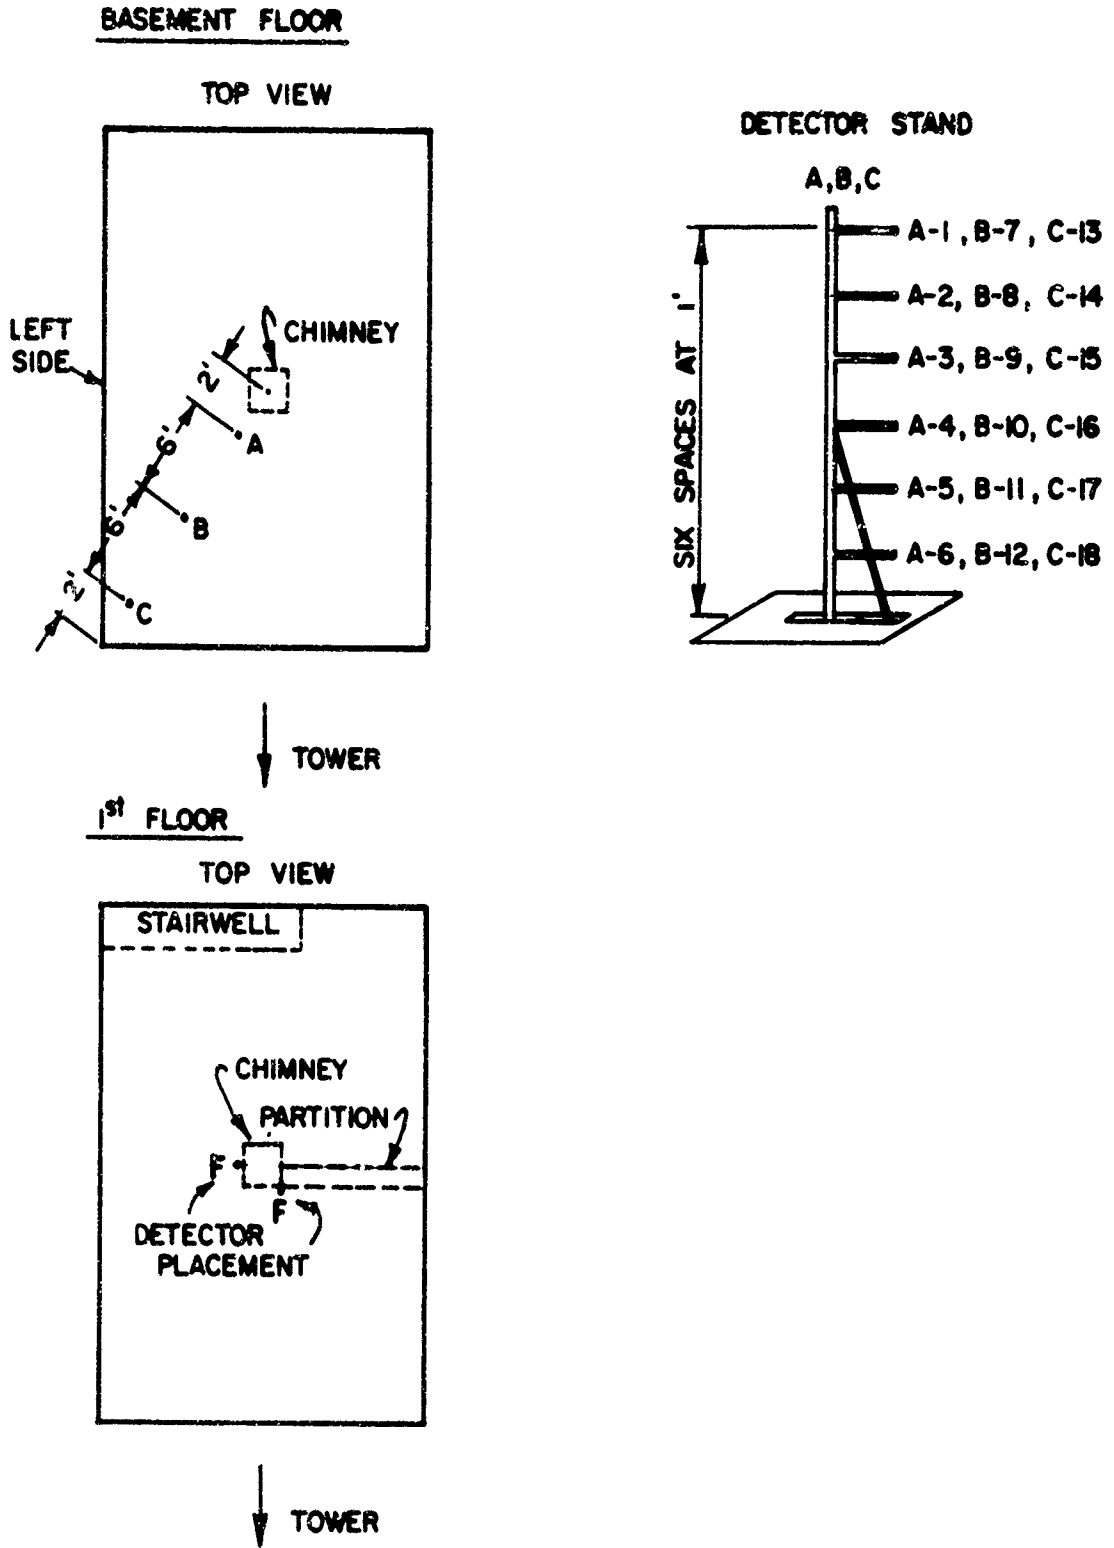 BASEMENT FLOOR
TOP VIEW
DETECTOR STAND
A,B,C
LEFT
SIDE
CHIMNEY
2'
6'
6'
2'
A
B
C
SIX SPACES AT 1'
A-1, B-7, C-13
A-2, B-8, C-14
A-3, B-9, C-15
A-4, B-10, C-16
A-5, B-11, C-17
A-6, B-12, C-18
TOWER
1st FLOOR
TOP VIEW
STAIRWELL
CHIMNEY
PARTITION
F
F
DETECTOR
PLACEMENT
TOWER